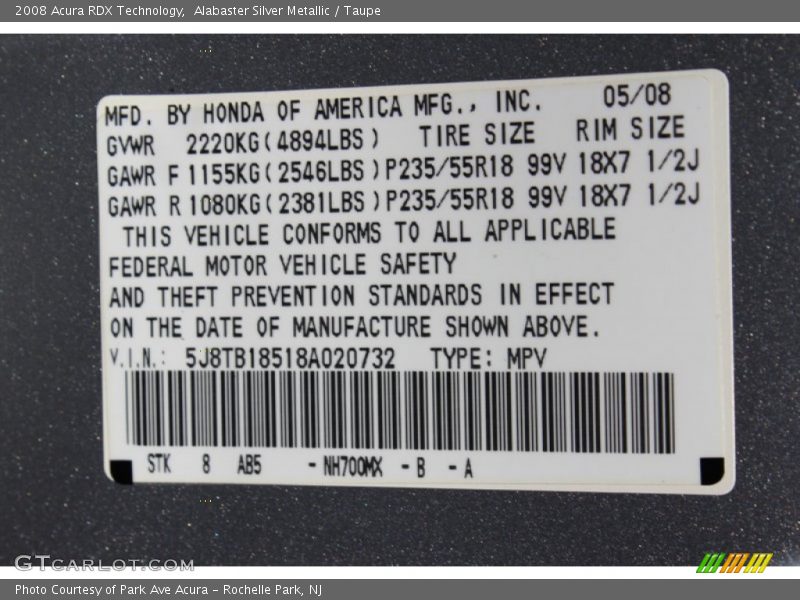 2008 Acura RDX Technology,  Alabaster Silver Metallic / Taupe
MFD. BY HONDA OF AMERICA MFG., INC. 05/08
GVWR 2220KG(4894LBS) TIRE SIZE RIM SIZE
GAWR F 1155KG(2546LBS)P235/55R18 99V 18X7 1/2J
GAWR R 1080KG(2381LBS)P235/55R18 99V 18X7 1/2J
THIS VEHICLE CONFORMS TO ALL APPLICABLE
FEDERAL MOTOR VEHICLE SAFETY
AND THEFT PREVENTION STANDARDS IN EFFECT
ON THE DATE OF MANUFACTURE SHOWN ABOVE.
V.I.N.: 5J8TB18518A020732 TYPE: MPV
STK 8 AB5 -NH700MX -B -A
GTCARLOT.COM
Photo Courtesy of Park Ave Acura - Rochelle Park, NJ